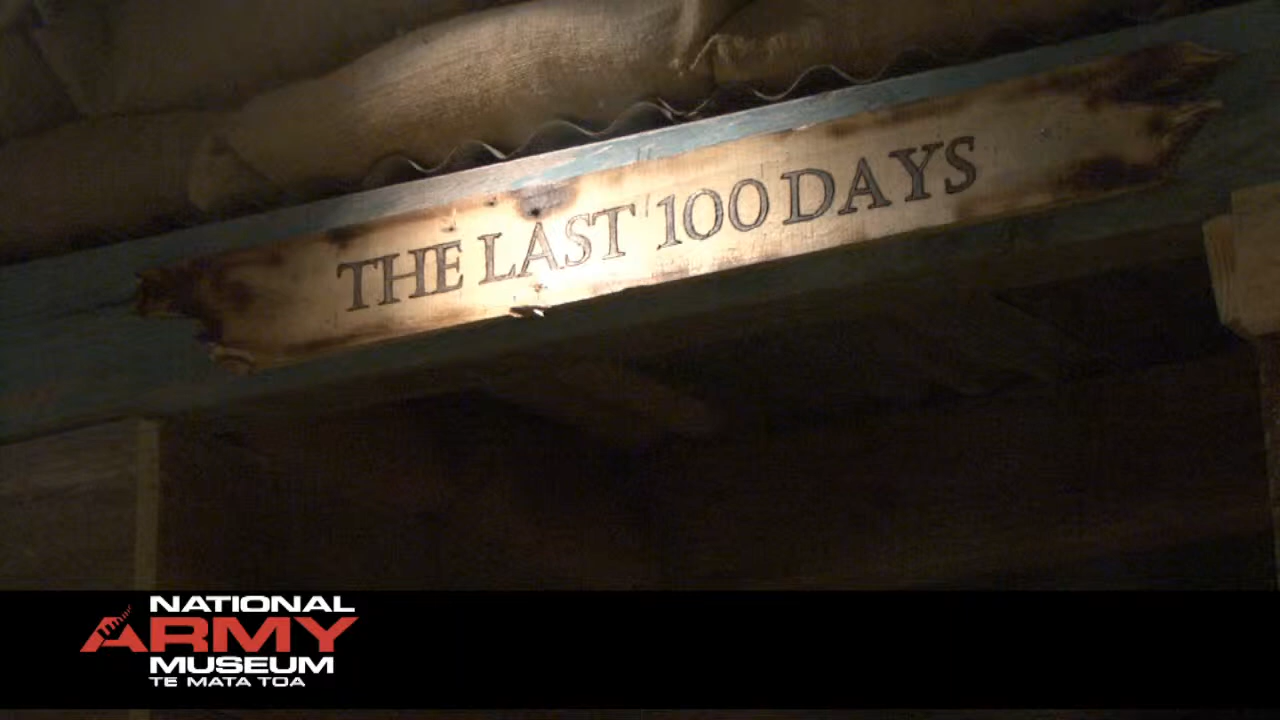 THE LAST 100 DAYS
NATIONAL
ARMY
MUSEUM
TE MATA TOA